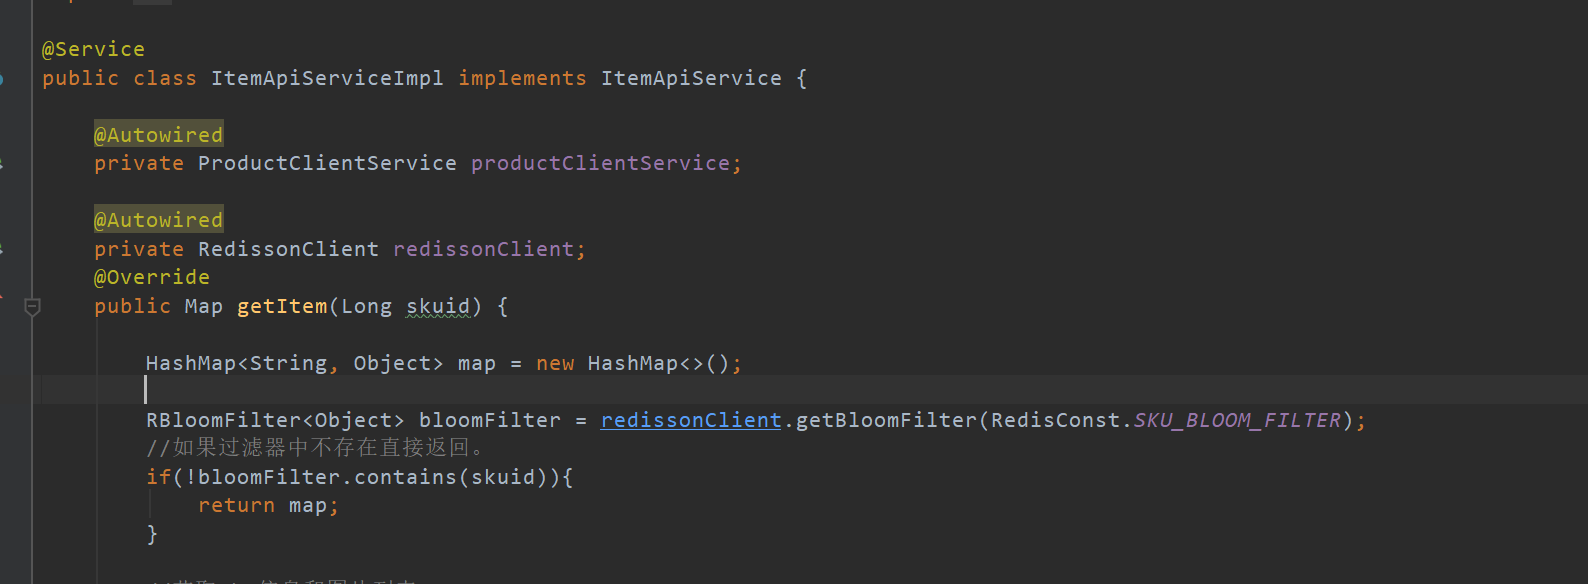 @Service
public class ItemApiServiceImpl implements ItemApiService {
@Autowired
private ProductClientService productClientService;
@Autowired
private RedissonClient redissonClient;
@Override
public Map getItem(Long skuid) {
HashMap<String, Object> map = new HashMap<>();
RBloomFilter<Object> bloomFilter = redissonClient.getBloomFilter(RedisConst.SKU_BLOOM_FILTER);
//如果过滤器中不存在直接返回。
if(!bloomFilter.contains(skuid)){
return map;
}